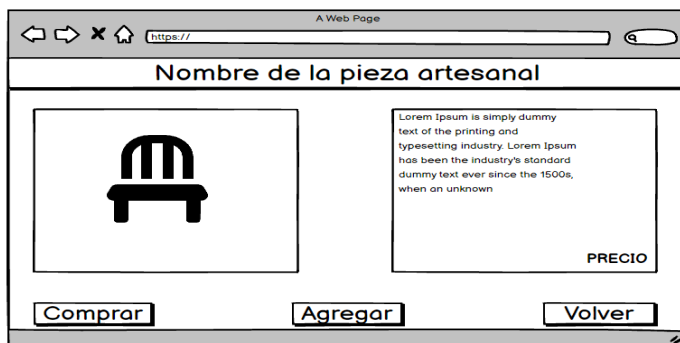 A Web Page
https://
Nombre de la pieza artesanal
Lorem Ipsum is simply dummy
text of the printing and
typesetting industry. Lorem Ipsum
has been the industry's standard
dummy text ever since the 1500s,
when an unknown
PRECIO
Comprar
Agregar
Volver